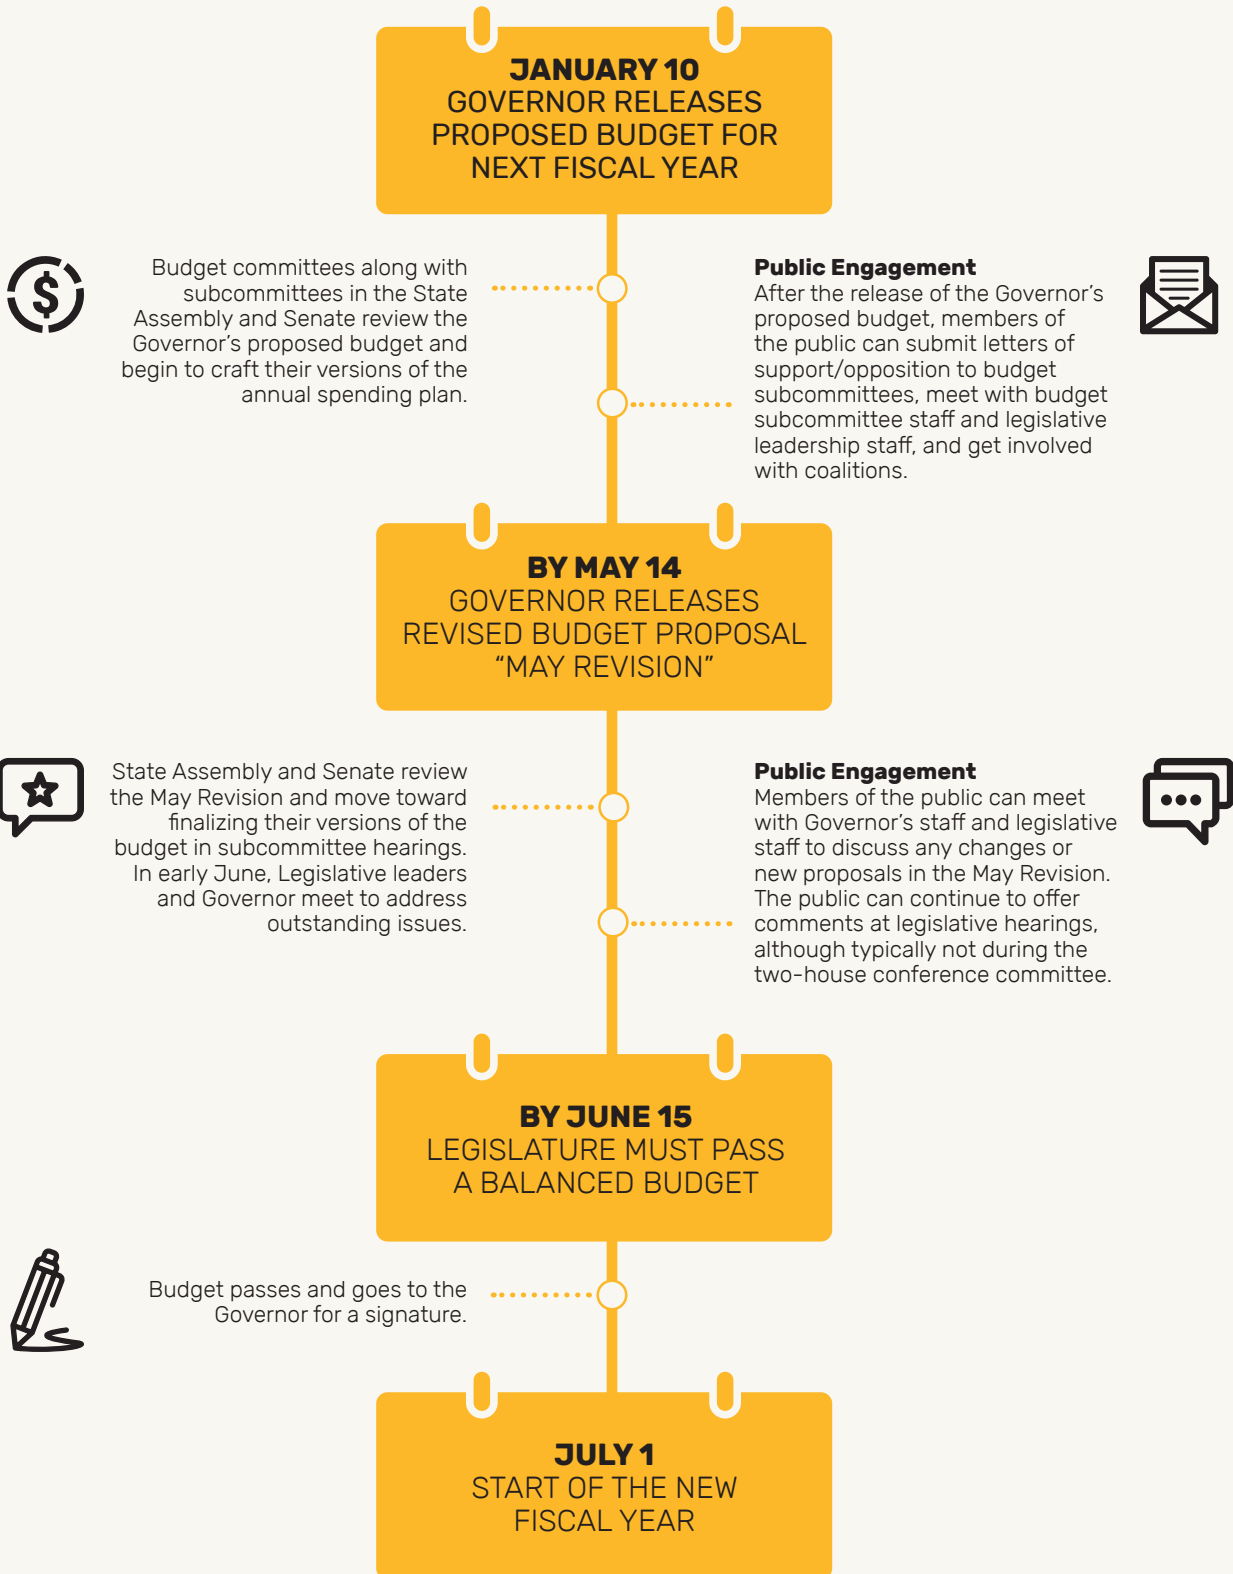 JANUARY 10
GOVERNOR RELEASES
PROPOSED BUDGET FOR
NEXT FISCAL YEAR
Budget committees along with
subcommittees in the State
Assembly and Senate review the
Governor’s proposed budget and
begin to craft their versions of the
annual spending plan.
Public Engagement
After the release of the Governor’s
proposed budget, members of
the public can submit letters of
support/opposition to budget
subcommittees, meet with budget
subcommittee staff and legislative
leadership staff, and get involved
with coalitions.
BY MAY 14
GOVERNOR RELEASES
REVISED BUDGET PROPOSAL
“MAY REVISION”
State Assembly and Senate review
the May Revision and move toward
finalizing their versions of the
budget in subcommittee hearings.
In early June, Legislative leaders
and Governor meet to address
outstanding issues.
Public Engagement
Members of the public can meet
with Governor’s staff and legislative
staff to discuss any changes or
new proposals in the May Revision.
The public can continue to offer
comments at legislative hearings,
although typically not during the
two-house conference committee.
BY JUNE 15
LEGISLATURE MUST PASS
A BALANCED BUDGET
Budget passes and goes to the
Governor for a signature.
JULY 1
START OF THE NEW
FISCAL YEAR